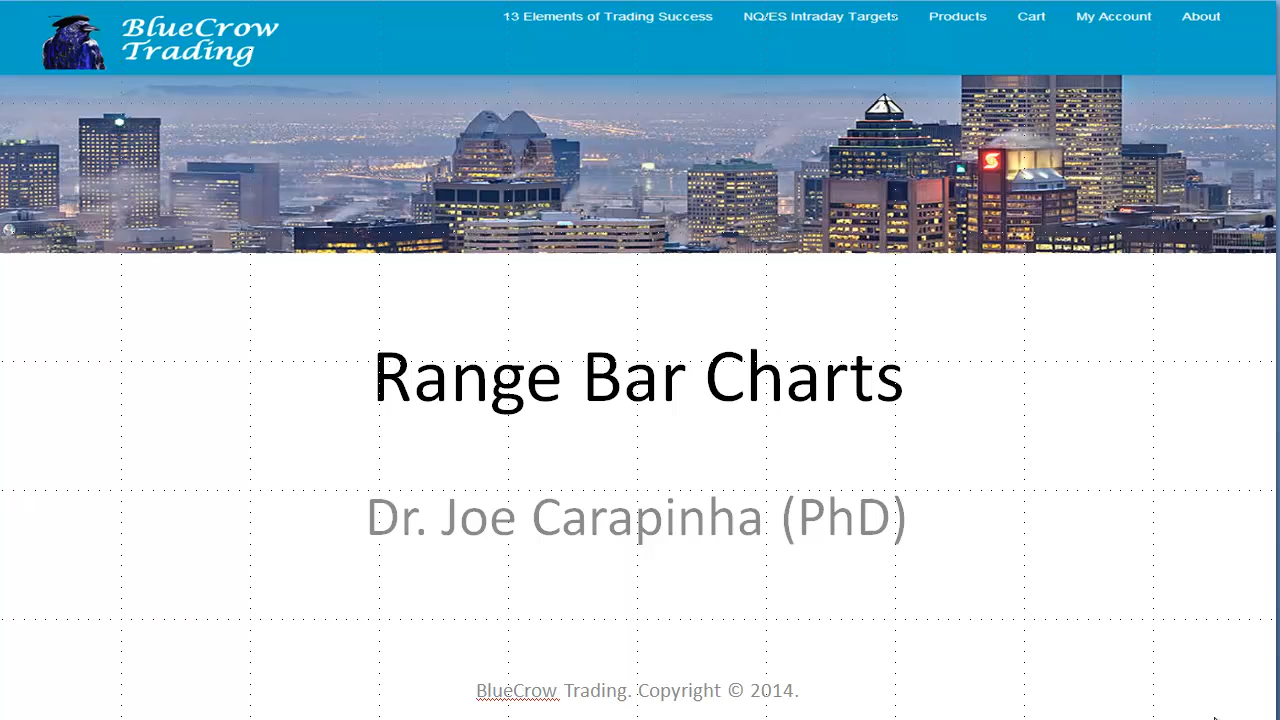 BlueCrow
Trading
13 Elements of Trading Success
NQ/ES Intraday Targets
Products
Cart
My Account
About
Range Bar Charts
Dr. Joe Carapinha (PhD)
BlueCrow Trading. Copyright © 2014.